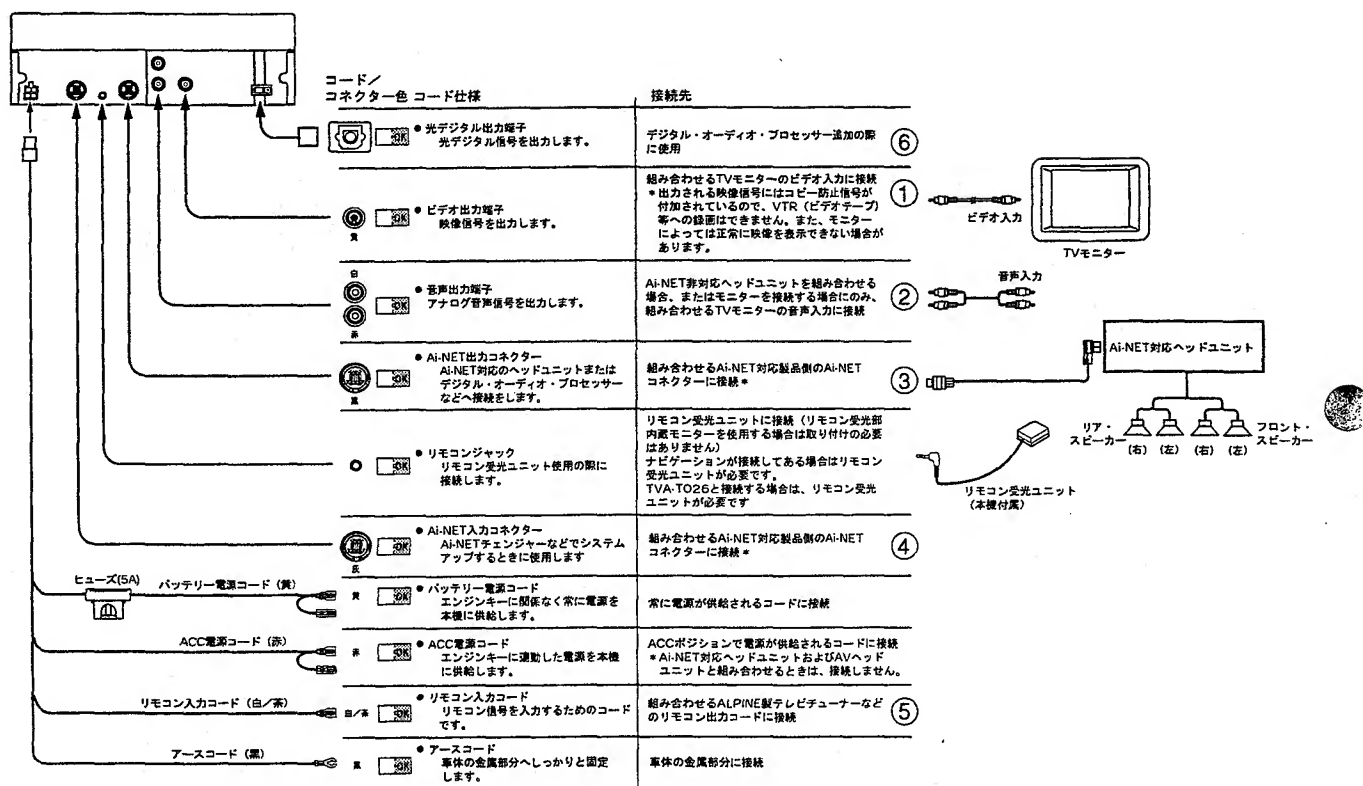 コード/
コネクター色 コード仕様
接続先
OK
● 光デジタル出力端子
光デジタル信号を出力します。
デジタル・オーディオ・プロセッサー追加の際
に使用
⑥
黄
OK
● ビデオ出力端子
映像信号を出力します。
組み合わせるTVモニターのビデオ入力に接続
*出力される映像信号にはコピー防止信号が
付加されているので、VTR(ビデオテープ)
等への録画はできません。また、モニター
によっては正常に映像を表示できない場合が
あります。
①
ビデオ入力
TVモニター
白
赤
OK
● 音声出力端子
アナログ音声信号を出力します。
Ai-NET非対応ヘッドユニットを組み合わせる
場合、またはモニターを接続する場合にのみ、
組み合わせるTVモニターの音声入力に接続
②
音声入力
黒
OK
● Ai-NET出力コネクター
Ai-NET対応のヘッドユニットまたは
デジタル・オーディオ・プロセッサー
などへ接続をします。
組み合わせるAi-NET対応製品側のAi-NET
コネクターに接続*
③
Ai-NET対応ヘッドユニット
リア・
スピーカー
(右) (左) (右) (左)
フロント・
スピーカー
OK
● リモコンジャック
リモコン受光ユニット使用の際に
接続します。
リモコン受光ユニットに接続(リモコン受光部
内蔵モニターを使用する場合は取り付けの必要
はありません)
ナビゲーションが接続してある場合はリモコン
受光ユニットが必要です。
TVA-TO26と接続する場合は、リモコン受光
ユニットが必要です
リモコン受光ユニット
(本機付属)
灰
OK
● Ai-NET入力コネクター
Ai-NETチェンジャーなどでシステム
アップするときに使用します
組み合わせるAi-NET対応製品側のAi-NET
コネクターに接続*
④
ヒューズ(5A)
バッテリー電源コード(黄)
黄
OK
● バッテリー電源コード
エンジンキーに関係なく常に電源を
本機に供給します。
常に電源が供給されるコードに接続
ACC電源コード(赤)
赤
OK
● ACC電源コード
エンジンキーに連動した電源を本機
に供給します。
ACCポジションで電源が供給されるコードに接続
*Ai-NET対応ヘッドユニットおよびAVヘッド
ユニットと組み合わせるときは、接続しません。
リモコン入力コード(白/茶)
白/茶
OK
● リモコン入力コード
リモコン信号を入力するためのコード
です。
組み合わせるALPINE製テレビチューナーなど
のリモコン出力コードに接続
⑤
アースコード(黒)
黒
OK
● アースコード
車体の金属部分へしっかりと固定
します。
車体の金属部分に接続